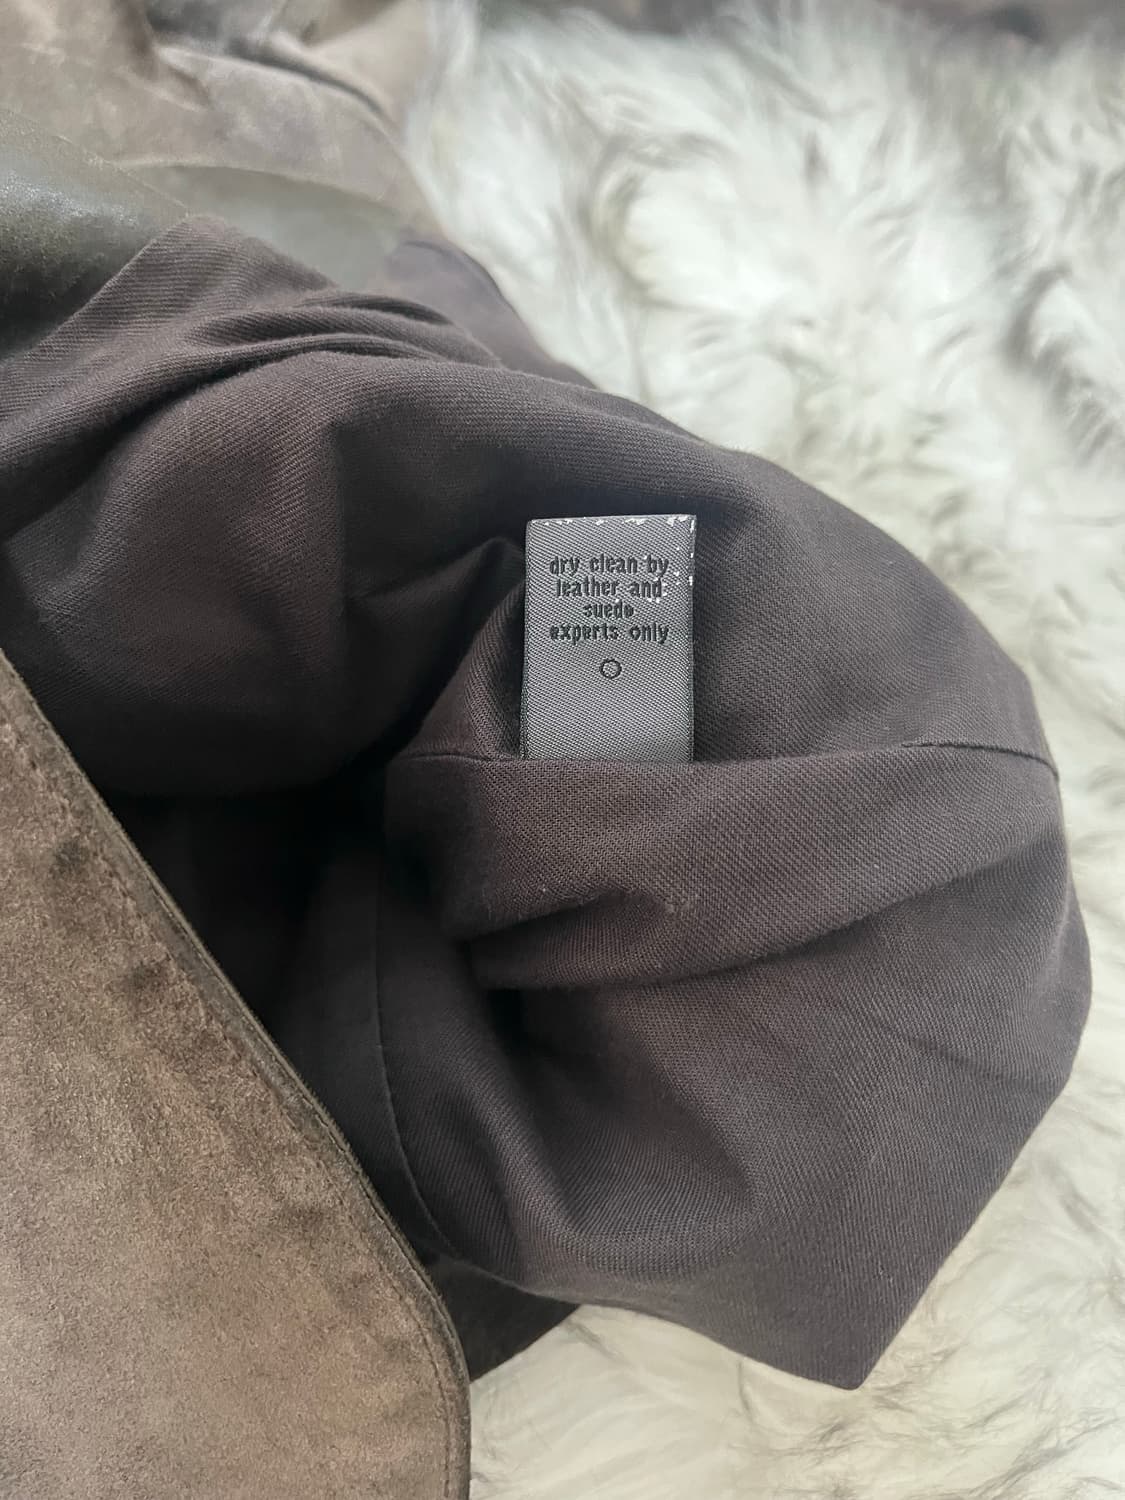 dry clean by
leather and
suede
experts only